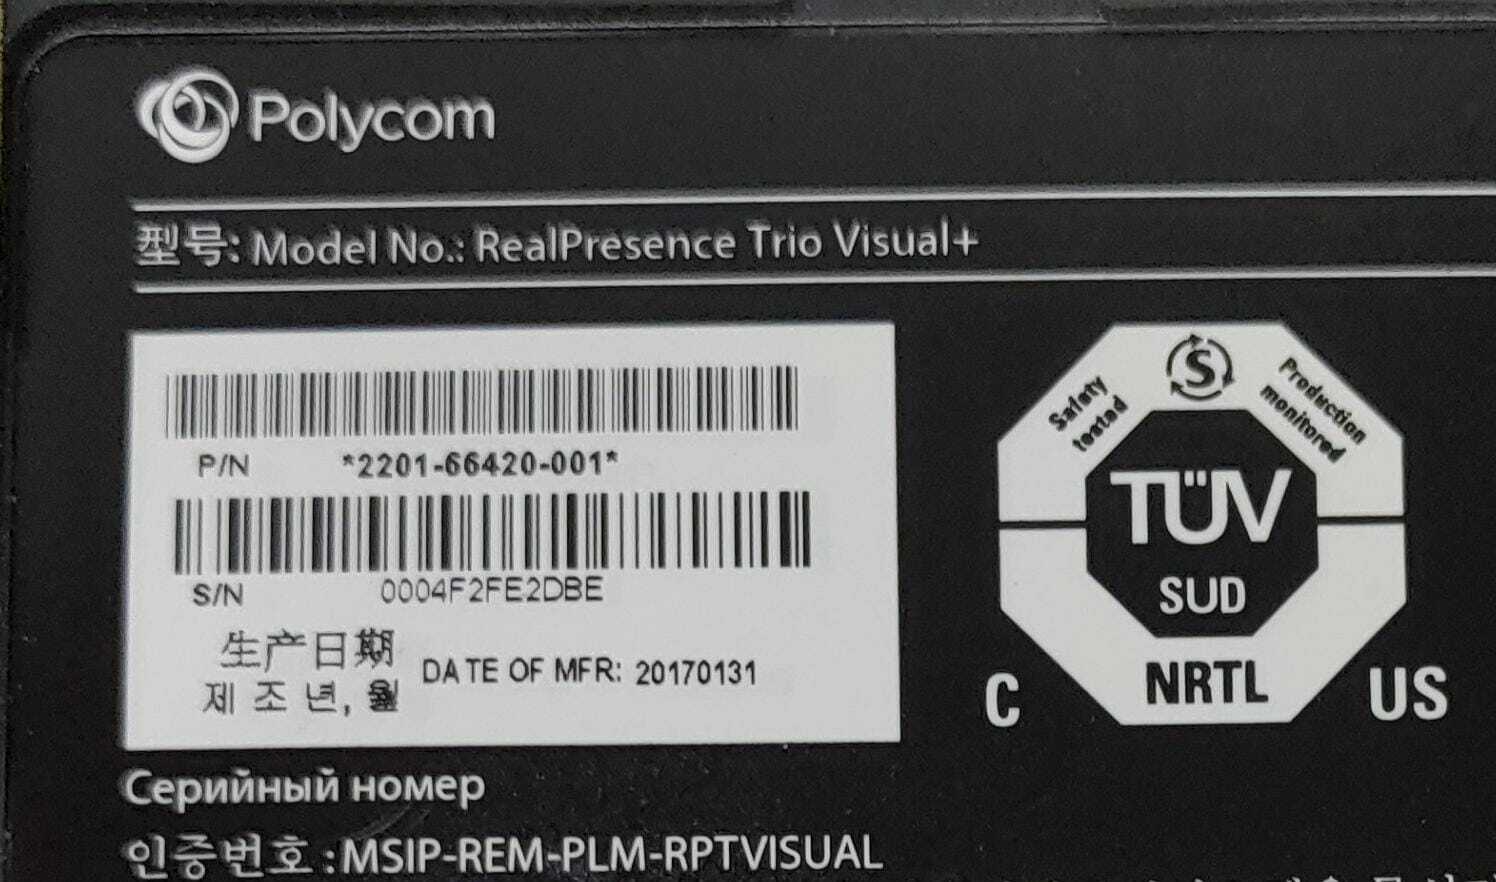 Polycom
型号: Model No.: RealPresence Trio Visual+
P/N *2201-66420-001*
S/N 0004F2FE2DBE
生产日期
제 조 년, 월
DATE OF MFR: 20170131
Серийный номер
인증번호 : MSIP-REM-PLM-RPTVISUAL
Safety
tested
S
Production
monitored
TÜV
SUD
NRTL
C
US